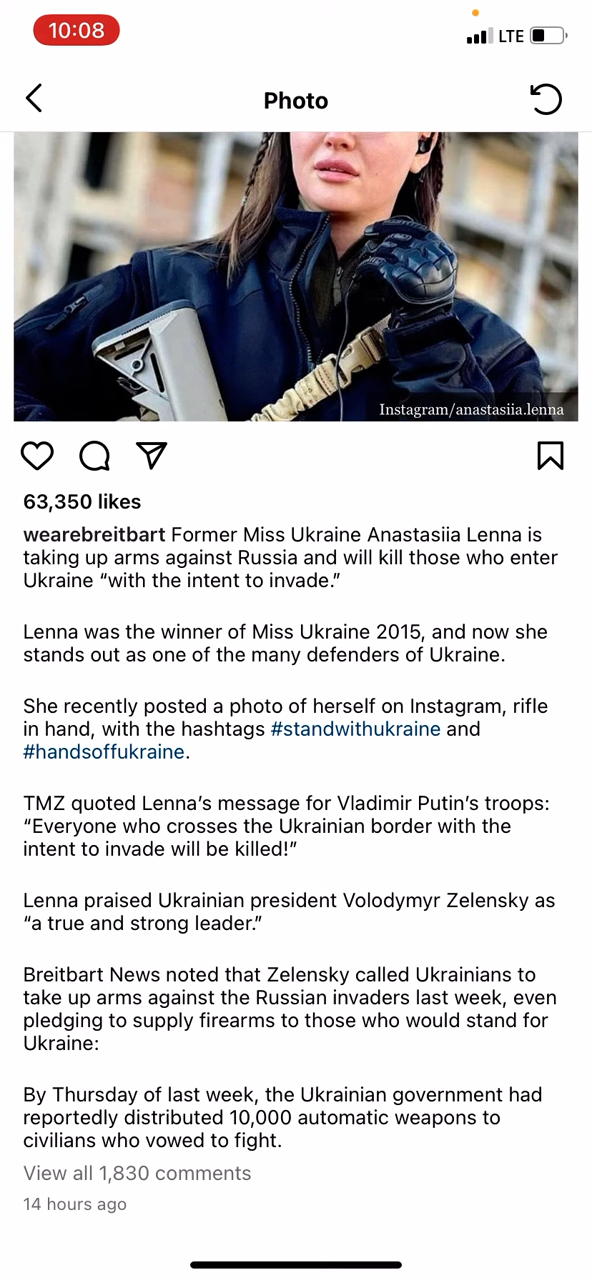 10:08
LTE
Photo
Instagram/anastasiia.lenna
63,350 likes
wearebreitbart Former Miss Ukraine Anastasiia Lenna is
taking up arms against Russia and will kill those who enter
Ukraine “with the intent to invade.”
Lenna was the winner of Miss Ukraine 2015, and now she
stands out as one of the many defenders of Ukraine.
She recently posted a photo of herself on Instagram, rifle
in hand, with the hashtags #standwithukraine and
#handsoffukraine.
TMZ quoted Lenna’s message for Vladimir Putin’s troops:
“Everyone who crosses the Ukrainian border with the
intent to invade will be killed!”
Lenna praised Ukrainian president Volodymyr Zelensky as
“a true and strong leader.”
Breitbart News noted that Zelensky called Ukrainians to
take up arms against the Russian invaders last week, even
pledging to supply firearms to those who would stand for
Ukraine:
By Thursday of last week, the Ukrainian government had
reportedly distributed 10,000 automatic weapons to
civilians who vowed to fight.
View all 1,830 comments
14 hours ago